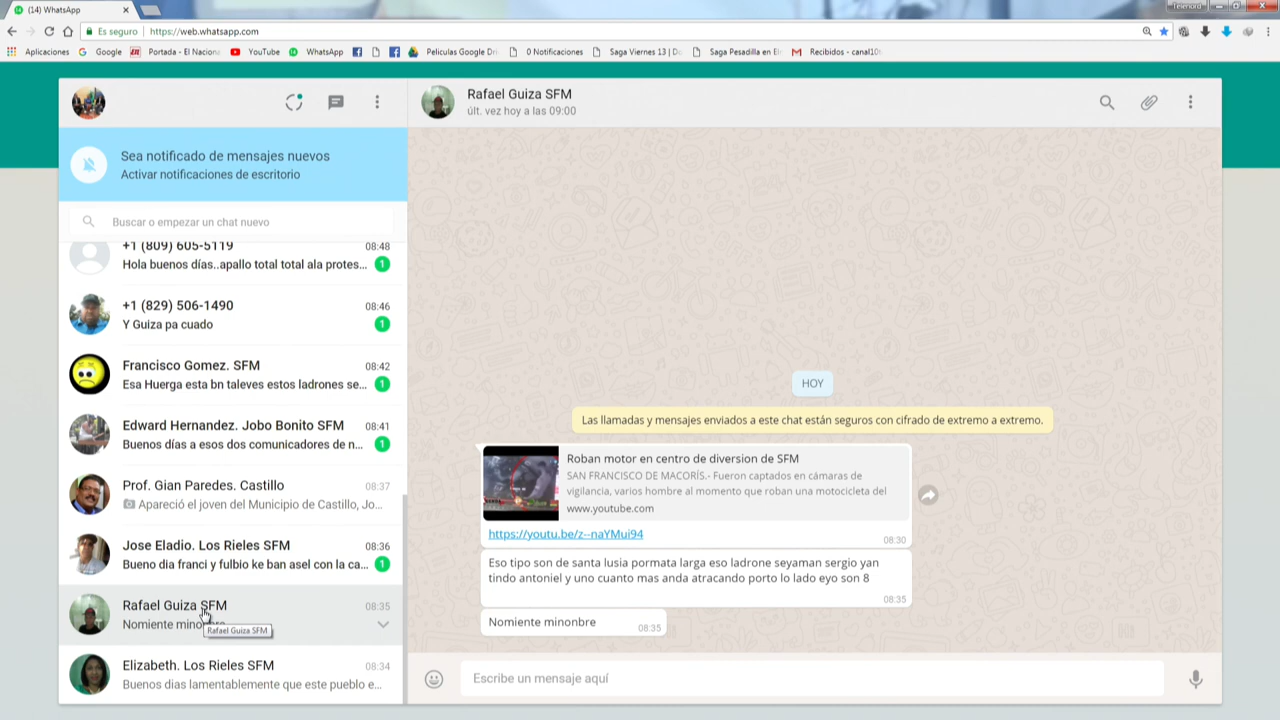 (14) WhatsApp
Telenord
Es seguro
https://web.whatsapp.com
Aplicaciones
Google
Portada - El Naciona
YouTube
WhatsApp
Peliculas Google Dri
0 Notificaciones
Saga Viernes 13 | Do
Saga Pesadilla en El
Recibidos - canal10
Sea notificado de mensajes nuevos
Activar notificaciones de escritorio
Buscar o empezar un chat nuevo
+1 (809) 605-5119
08:48
Hola buenos días..apallo total total ala protes...
1
+1 (829) 506-1490
08:46
Y Guiza pa cuado
1
Francisco Gomez. SFM
08:42
Esa Huerga esta bn taleves estos ladrones se...
1
Edward Hernandez. Jobo Bonito SFM
08:41
Buenos días a esos dos comunicadores de n...
1
Prof. Gian Paredes. Castillo
08:37
Apareció el joven del Municipio de Castillo, Jo...
Jose Eladio. Los Rieles SFM
08:36
Bueno dia franci y fulbio ke ban asel con la ca...
1
Rafael Guiza SFM
08:35
Nomiente minonbre
Rafael Guiza SFM
Elizabeth. Los Rieles SFM
08:34
Buenos dias lamentablemente que este pueblo e...
Rafael Guiza SFM
últ. vez hoy a las 09:00
HOY
Las llamadas y mensajes enviados a este chat están seguros con cifrado de extremo a extremo.
Roban motor en centro de diversion de SFM
SAN FRANCISCO DE MACORÍS.- Fueron captados en cámaras de
vigilancia, varios hombre al momento que roban una motocicleta del
www.youtube.com
https://youtu.be/z--naYMui94
08:30
Eso tipo son de santa lusia pormata larga eso ladrone seyaman sergio yan
tindo antoniel y uno cuanto mas anda atracando porto lo lado eyo son 8
08:35
Nomiente minonbre
08:35
Escribe un mensaje aquí